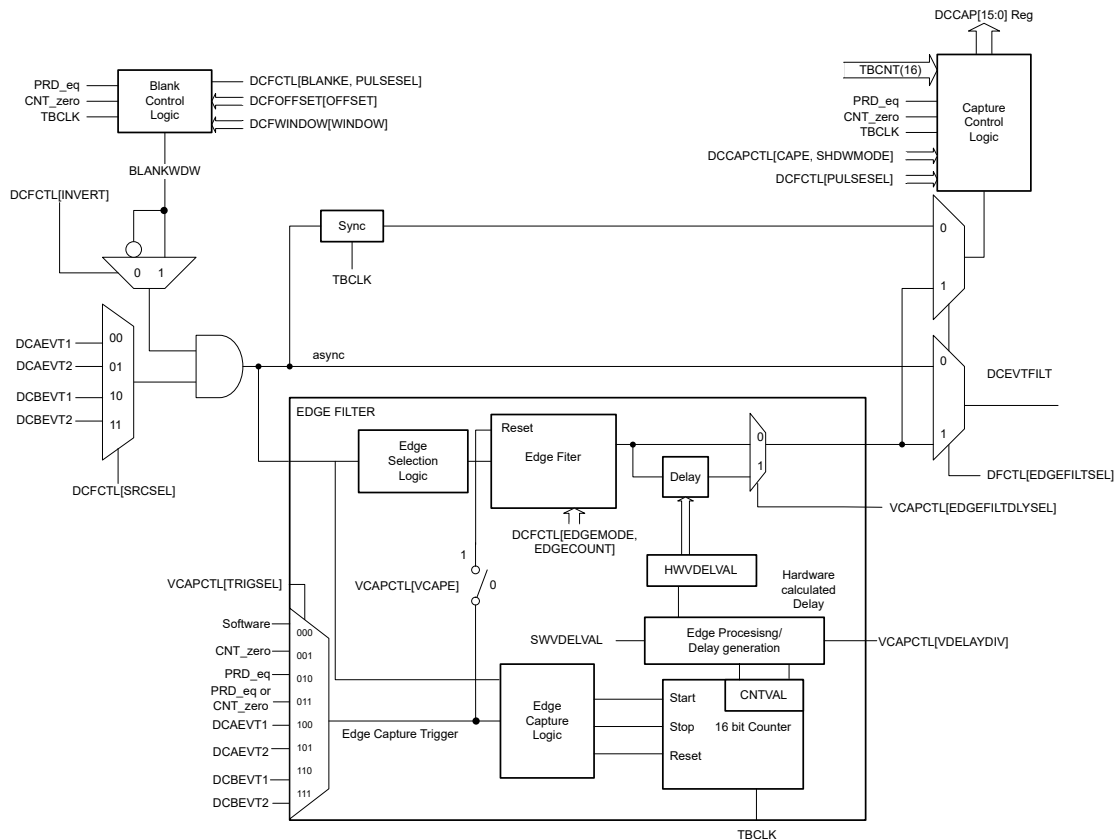 DCCAP[15:0] Reg
TBCNT(16)
PRD_eq
CNT_zero
TBCLK
DCCAPCTL[CAPE, SHDWMODE]
DCFCTL[PULSESEL]
Capture
Control
Logic
PRD_eq
CNT_zero
TBCLK
Blank
Control
Logic
DCFCTL[BLANKE, PULSESEL]
DCFOFFSET[OFFSET]
DCFWINDOW[WINDOW]
BLANKWDW
DCFCTL[INVERT]
0 1
Sync
TBCLK
0
1
DCAEVT1
DCAEVT2
DCBEVT1
DCBEVT2
00
01
10
11
DCFCTL[SRCSEL]
async
0
1
DCEVTFILT
DFCTL[EDGEFILTSEL]
EDGE FILTER
Edge
Selection
Logic
Reset
Edge Fiter
DCFCTL[EDGEMODE,
EDGECOUNT]
Delay
0
1
VCAPCTL[EDGEFILTDLYSEL]
HWVDELVAL
Hardware
calculated
Delay
1
VCAPCTL[VCAPE]
0
VCAPCTL[TRIGSEL]
SWVDELVAL
Edge Procesisng/
Delay generation
VCAPCTL[VDELAYDIV]
Software
CNT_zero
PRD_eq
PRD_eq or
CNT_zero
DCAEVT1
DCAEVT2
DCBEVT1
DCBEVT2
000
001
010
011
100
101
110
111
Edge Capture Trigger
Edge
Capture
Logic
Start
Stop
Reset
CNTVAL
16 bit Counter
TBCLK